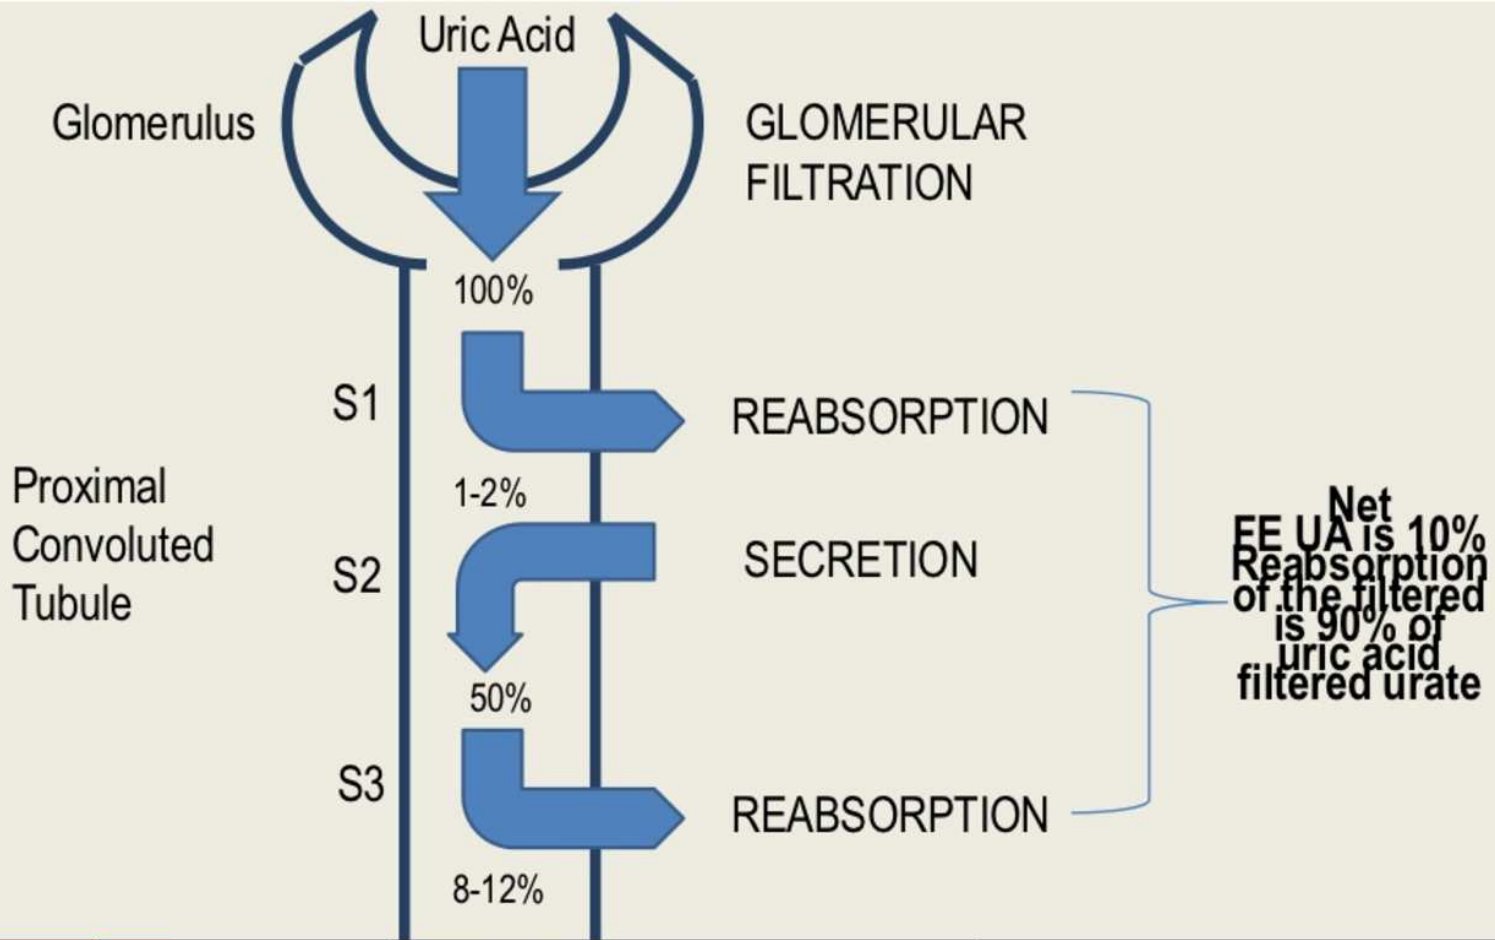 Uric Acid
Glomerulus
GLOMERULAR
FILTRATION
100%
S1
REABSORPTION
1-2%
Proximal
Convoluted
Tubule
S2
SECRETION
50%
S3
REABSORPTION
8-12%
Net
Reabsorption
is 90% of
filtered urate
FE UA is 10%
of the filtered
uric acid